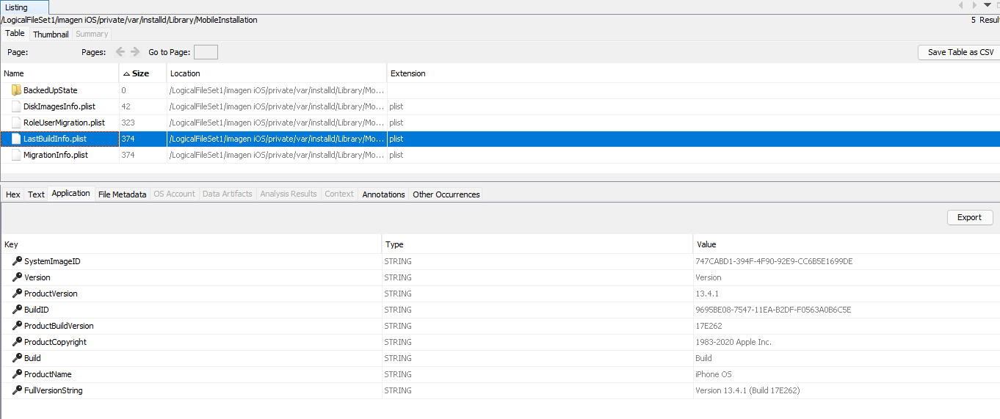 Listing
/LogicalFileSet1/imagen iOS/private/var/installd/Library/MobileInstallation
5 Resul
Table Thumbnail Summary
Page: Pages: Go to Page: Save Table as CSV
Name Size Location Extension
BackedUpState 0 /LogicalFileSet1/imagen iOS/private/var/installd/Library/Mo...
DiskImagesInfo.plist 42 /LogicalFileSet1/imagen iOS/private/var/installd/Library/Mo... plist
RoleUserMigration.plist 323 /LogicalFileSet1/imagen iOS/private/var/installd/Library/Mo... plist
LastBuildInfo.plist 374 /LogicalFileSet1/imagen iOS/private/var/installd/Library/Mo... plist
MigrationInfo.plist 374 /LogicalFileSet1/imagen iOS/private/var/installd/Library/Mo... plist
Hex Text Application File Metadata OS Account Data Artifacts Analysis Results Context Annotations Other Occurrences
Export
Key Type Value
SystemImageID STRING 747CABD1-394F-4F90-92E9-CC6B5E1699DE
Version STRING Version
ProductVersion STRING 13.4.1
BuildID STRING 9695BE08-7547-11EA-B2DF-F0563A0B6C5E
ProductBuildVersion STRING 17E262
ProductCopyright STRING 1983-2020 Apple Inc.
Build STRING Build
ProductName STRING iPhone OS
FullVersionString STRING Version 13.4.1 (Build 17E262)